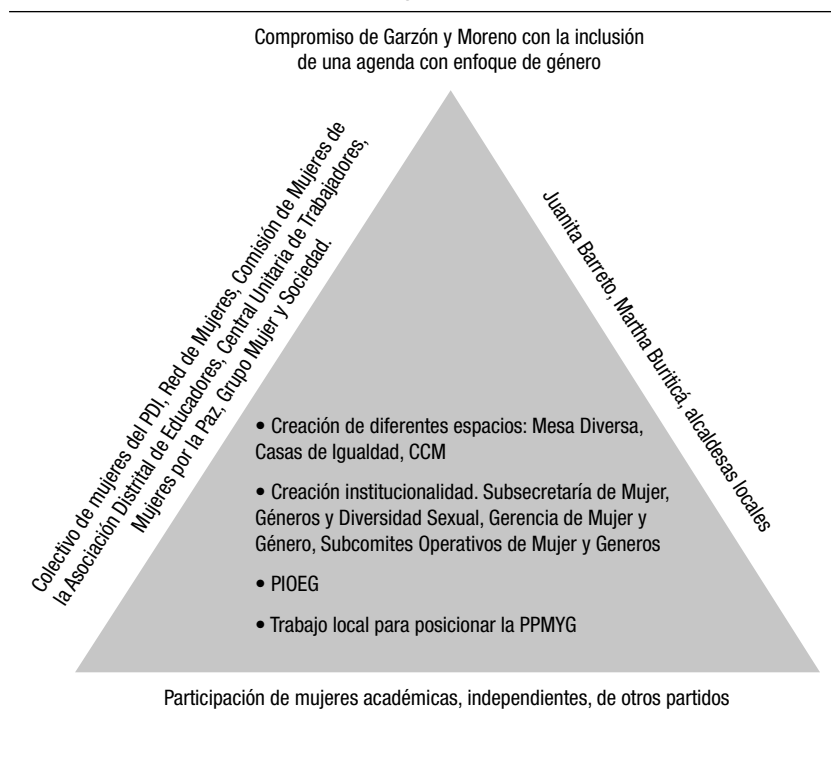 Compromiso de Garzón y Moreno con la inclusión
de una agenda con enfoque de género
Colectivo de mujeres del PDI, Red de Mujeres, Comisión de Mujeres de
la Asociación Distrital de Educadores, Central Unitaria de Trabajadores,
Mujeres por la Paz, Grupo Mujer y Sociedad.
Juanita Barreto, Martha Buriticá, alcaldesas locales
• Creación de diferentes espacios: Mesa Diversa,
Casas de Igualdad, CCM
• Creación institucionalidad. Subsecretaría de Mujer,
Géneros y Diversidad Sexual, Gerencia de Mujer y
Género, Subcomites Operativos de Mujer y Generos
• PIOEG
• Trabajo local para posicionar la PPMYG
Participación de mujeres académicas, independientes, de otros partidos